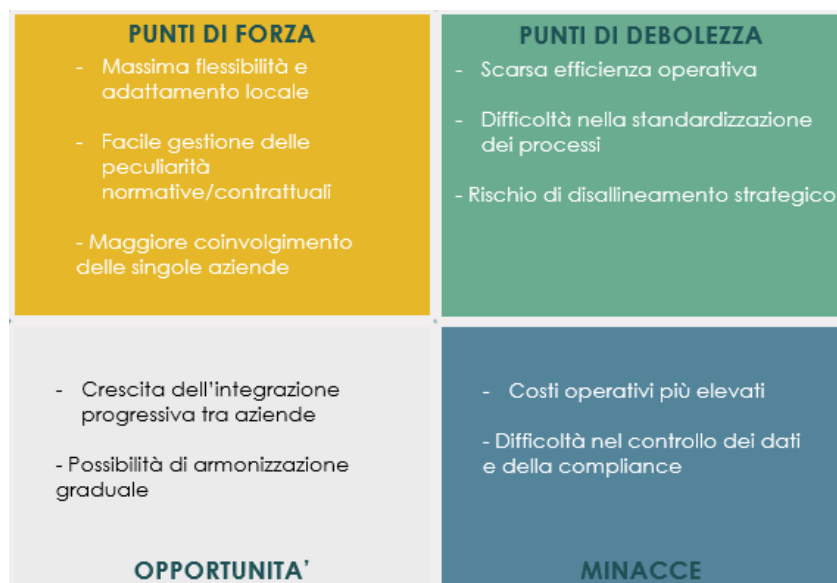 PUNTI DI FORZA
- Massima flessibilità e
adattamento locale
- Facile gestione delle
peculiarità
normative/contrattuali
- Maggiore coinvolgimento
delle singole aziende
PUNTI DI DEBOLEZZA
- Scarsa efficienza operativa
- Difficoltà nella standardizzazione
dei processi
- Rischio di disallineamento strategico
- Crescita dell'integrazione
progressiva tra aziende
- Possibilità di armonizzazione
graduale
OPPORTUNITA'
- Costi operativi più elevati
- Difficoltà nel controllo dei dati
e della compliance
MINACCE